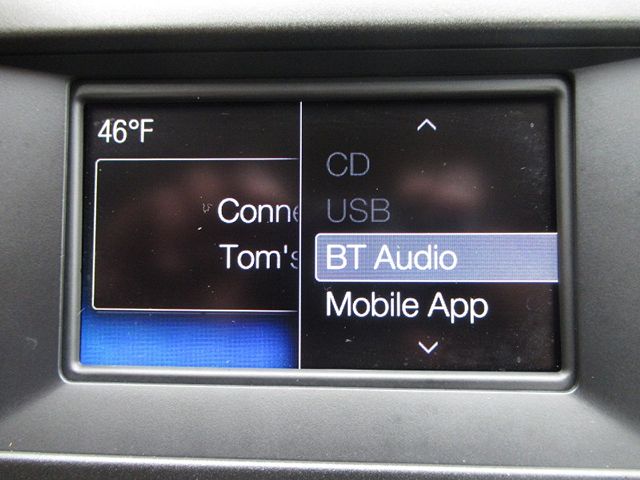 46°F
Conne
Tom's
CD
USB
BT Audio
Mobile App